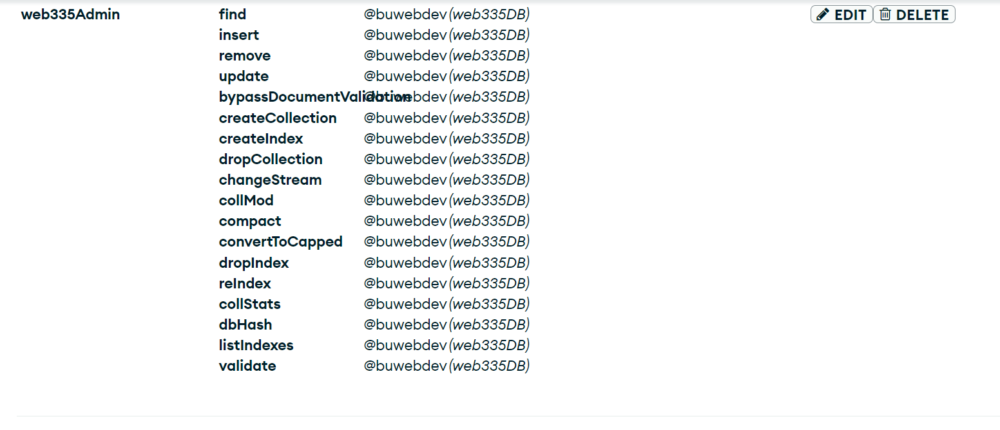 web335Admin find @buwebdev (web335DB) EDIT DELETE
insert @buwebdev (web335DB)
remove @buwebdev (web335DB)
update @buwebdev (web335DB)
bypassDocumentValidation @buwebdev (web335DB)
createCollection @buwebdev (web335DB)
createIndex @buwebdev (web335DB)
dropCollection @buwebdev (web335DB)
changeStream @buwebdev (web335DB)
collMod @buwebdev (web335DB)
compact @buwebdev (web335DB)
convertToCapped @buwebdev (web335DB)
dropIndex @buwebdev (web335DB)
reIndex @buwebdev (web335DB)
collStats @buwebdev (web335DB)
dbHash @buwebdev (web335DB)
listIndexes @buwebdev (web335DB)
validate @buwebdev (web335DB)